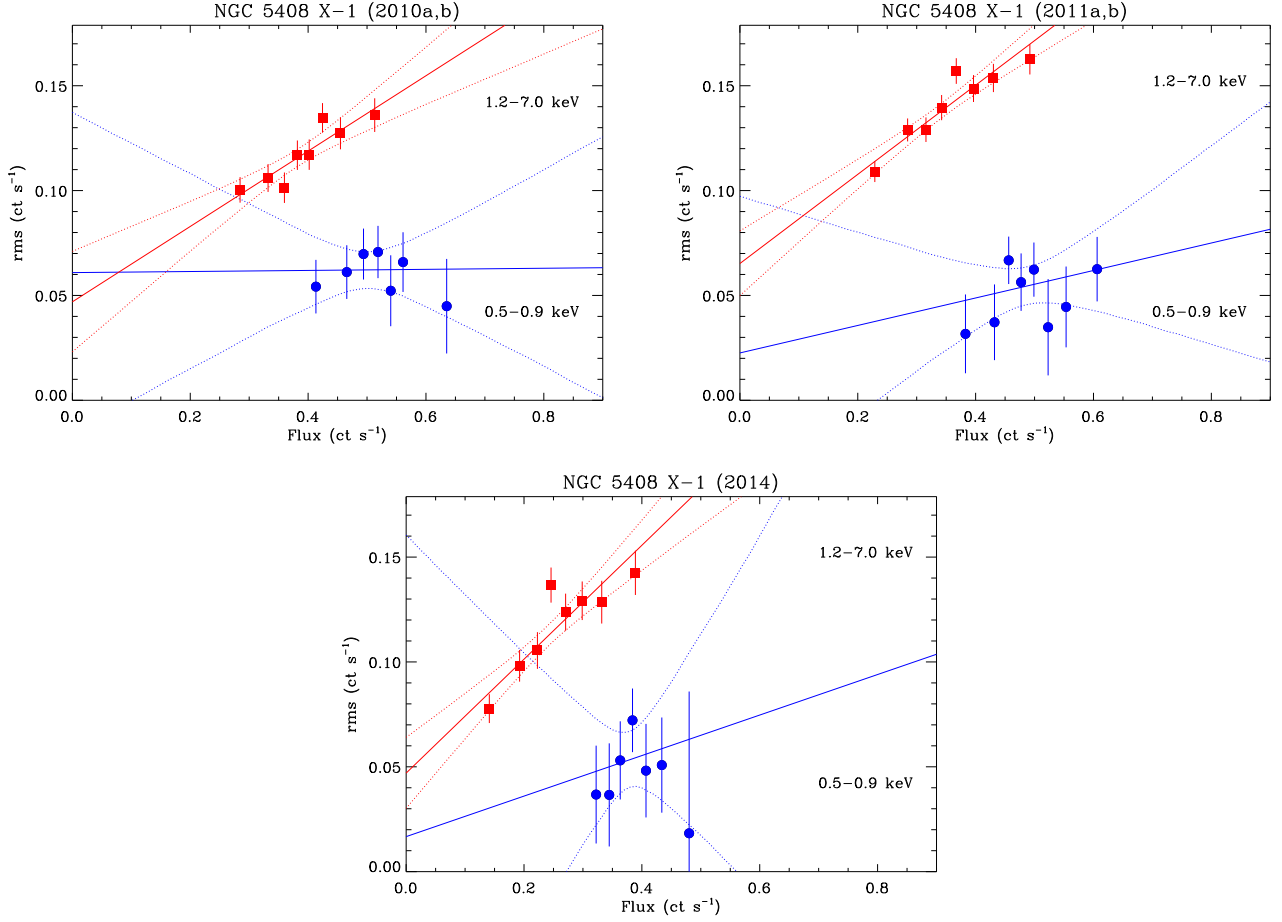 NGC 5408 X−1 (2010a,b)
0.15
0.10
0.05
0.00
rms (ct s⁻¹)
1.2−7.0 keV
0.5−0.9 keV
0.0 0.2 0.4 0.6 0.8
Flux (ct s⁻¹)
NGC 5408 X−1 (2011a,b)
0.15
0.10
0.05
0.00
rms (ct s⁻¹)
1.2−7.0 keV
0.5−0.9 keV
0.0 0.2 0.4 0.6 0.8
Flux (ct s⁻¹)
NGC 5408 X−1 (2014)
0.15
0.10
0.05
0.00
rms (ct s⁻¹)
1.2−7.0 keV
0.5−0.9 keV
0.0 0.2 0.4 0.6 0.8
Flux (ct s⁻¹)